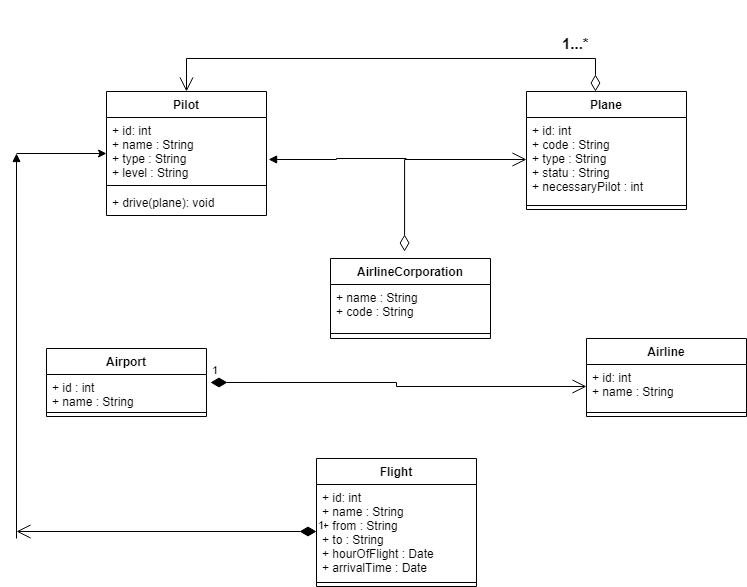 1...*
Pilot
+ id: int
+ name : String
+ type : String
+ level : String
+ drive(plane): void
Plane
+ id: int
+ code : String
+ type : String
+ statu : String
+ necessaryPilot : int
AirlineCorporation
+ name : String
+ code : String
Airport
+ id : int
+ name : String
1
Airline
+ id: int
+ name : String
Flight
+ id: int
+ name : String
1
+ from : String
+ to : String
+ hourOfFlight : Date
+ arrivalTime : Date